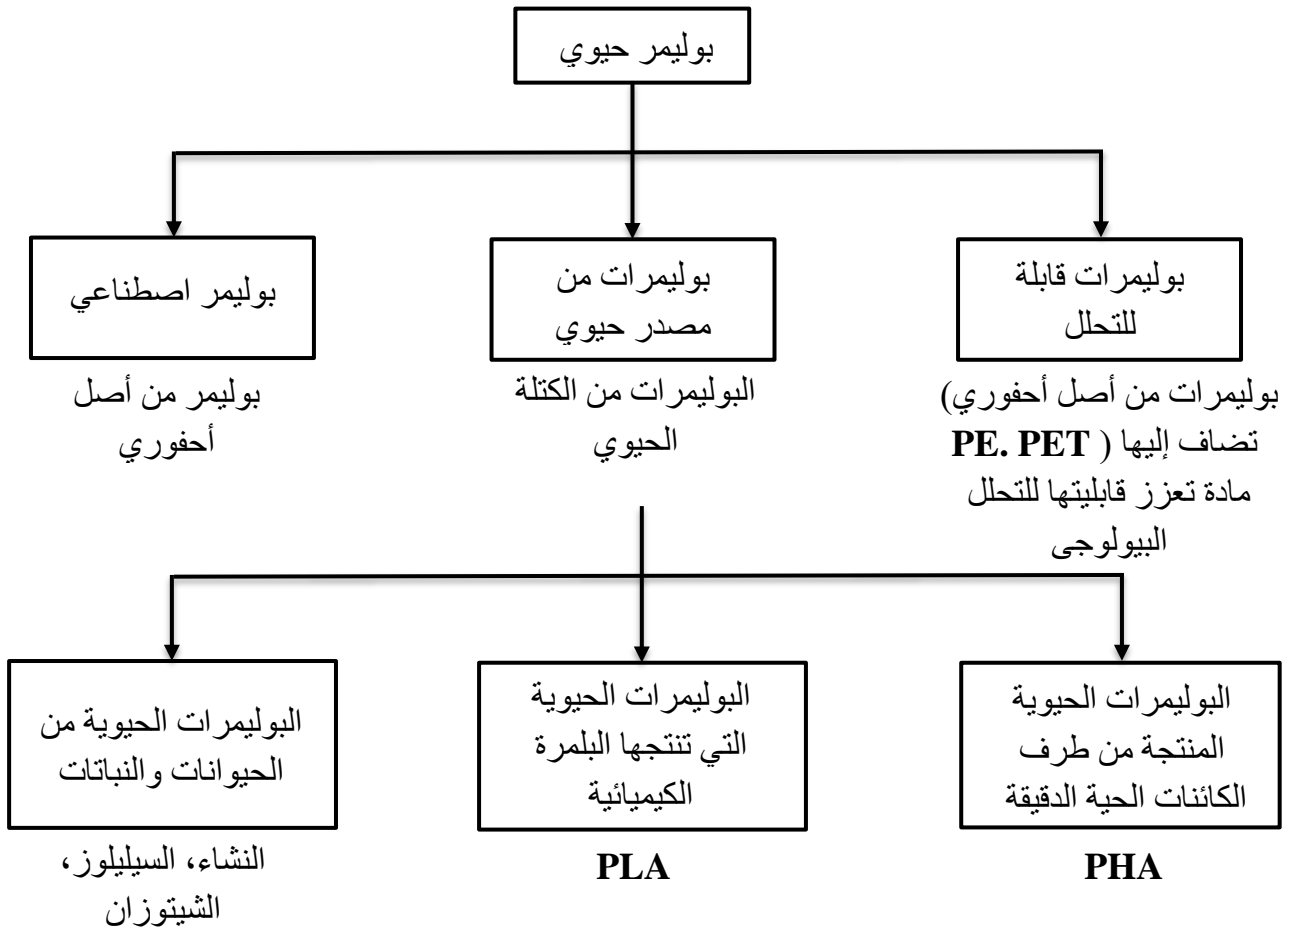 بوليمر حيوي
بوليمرات قابلة
للتحلل
بوليمرات من أصل أحفوري)
تضاف إليها ( PE. PET
مادة تعزز قابليتها للتحلل
البيولوجى
بوليمرات من
مصدر حيوي
البوليمرات من الكتلة
الحيوي
بوليمر اصطناعي
بوليمر من أصل
أحفوري
البوليمرات الحيوية
المنتجة من طرف
الكائنات الحية الدقيقة
PHA
البوليمرات الحيوية
التي تنتجها البلمرة
الكيميائية
PLA
البوليمرات الحيوية من
الحيوانات والنباتات
النشاء، السيليلوز،
الشيتوزان